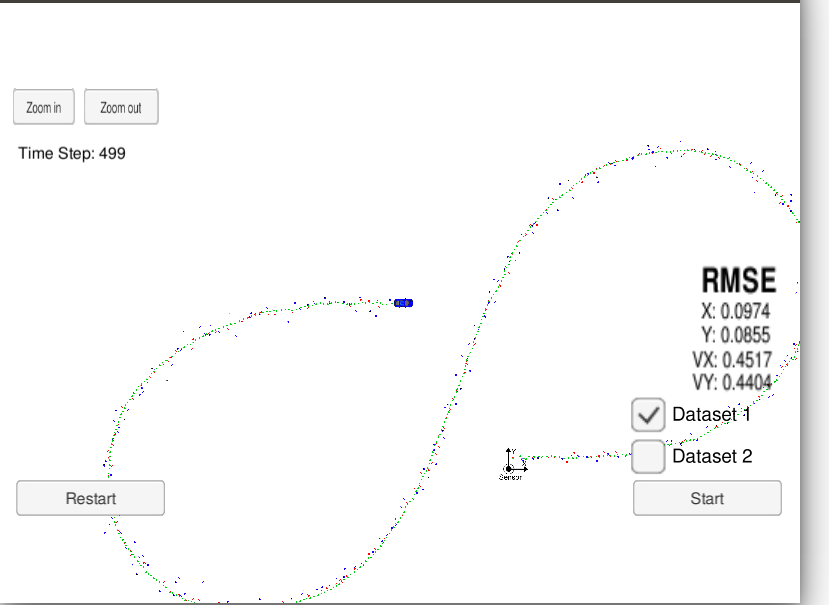 Zoom in
Zoom out
Time Step: 499
RMSE
X: 0.0974
Y: 0.0855
VX: 0.4517
VY: 0.4404
Dataset 1
Y
X
Sensor
Dataset 2
Restart
Start